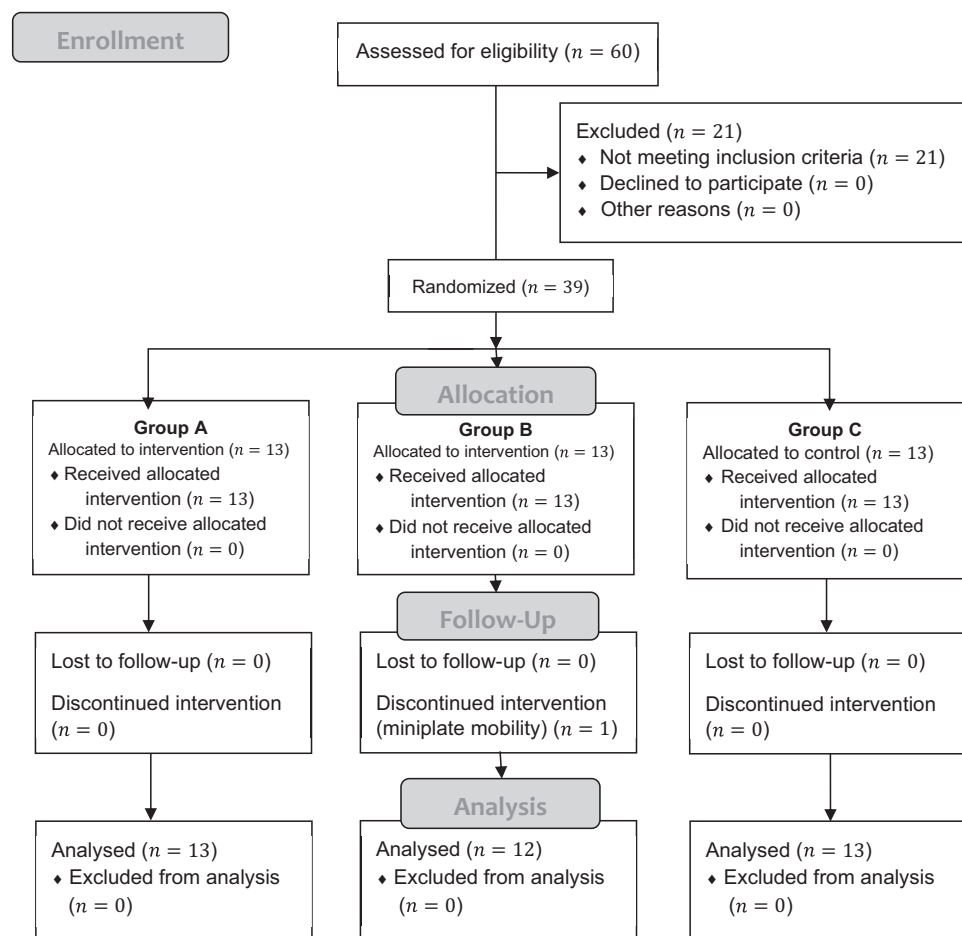 Enrollment
Assessed for eligibility (n = 60)
Excluded (n = 21)
♦ Not meeting inclusion criteria (n = 21)
♦ Declined to participate (n = 0)
♦ Other reasons (n = 0)
Randomized (n = 39)
Allocation
Group A
Allocated to intervention (n = 13)
♦ Received allocated
intervention (n = 13)
♦ Did not receive allocated
intervention (n = 0)
Group B
Allocated to intervention (n = 13)
♦ Received allocated
intervention (n = 13)
♦ Did not receive allocated
intervention (n = 0)
Group C
Allocated to control (n = 13)
♦ Received allocated
intervention (n = 13)
♦ Did not receive allocated
intervention (n = 0)
Follow-Up
Lost to follow-up (n = 0)
Discontinued intervention
(n = 0)
Lost to follow-up (n = 0)
Discontinued intervention
(miniplate mobility) (n = 1)
Lost to follow-up (n = 0)
Discontinued intervention
(n = 0)
Analysis
Analysed (n = 13)
♦ Excluded from analysis
(n = 0)
Analysed (n = 12)
♦ Excluded from analysis
(n = 0)
Analysed (n = 13)
♦ Excluded from analysis
(n = 0)